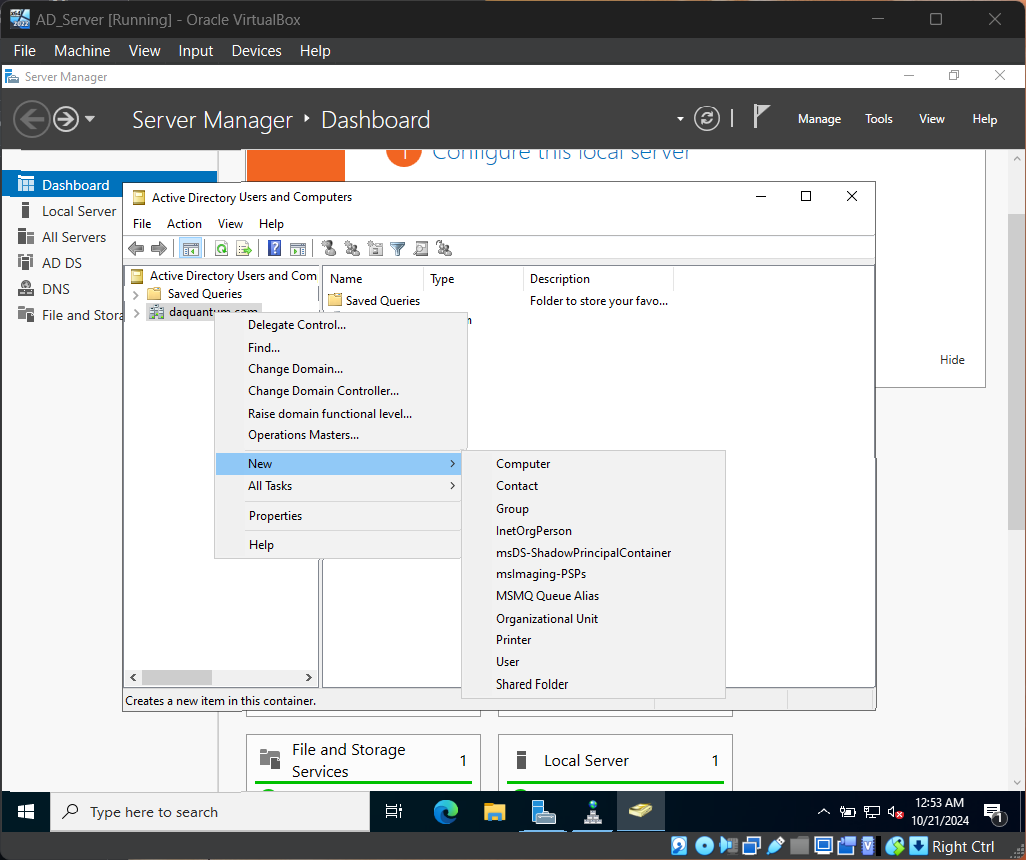 AD_Server [Running] - Oracle VirtualBox
File Machine View Input Devices Help
Server Manager
Server Manager Dashboard
Manage Tools View Help
1 Configure this local server
Dashboard
Local Server
All Servers
AD DS
DNS
File and Stora
Hide
Active Directory Users and Computers
File Action View Help
Active Directory Users and Com
Saved Queries
daquantum.com
Name Type Description
Saved Queries Folder to store your favo...
Delegate Control...
Find...
Change Domain...
Change Domain Controller...
Raise domain functional level...
Operations Masters...
New
All Tasks
Properties
Help
Computer
Contact
Group
InetOrgPerson
msDS-ShadowPrincipalContainer
msImaging-PSPs
MSMQ Queue Alias
Organizational Unit
Printer
User
Shared Folder
Creates a new item in this container.
File and Storage
Services
1
Local Server 1
Type here to search
12:53 AM
10/21/2024
1
Right Ctrl